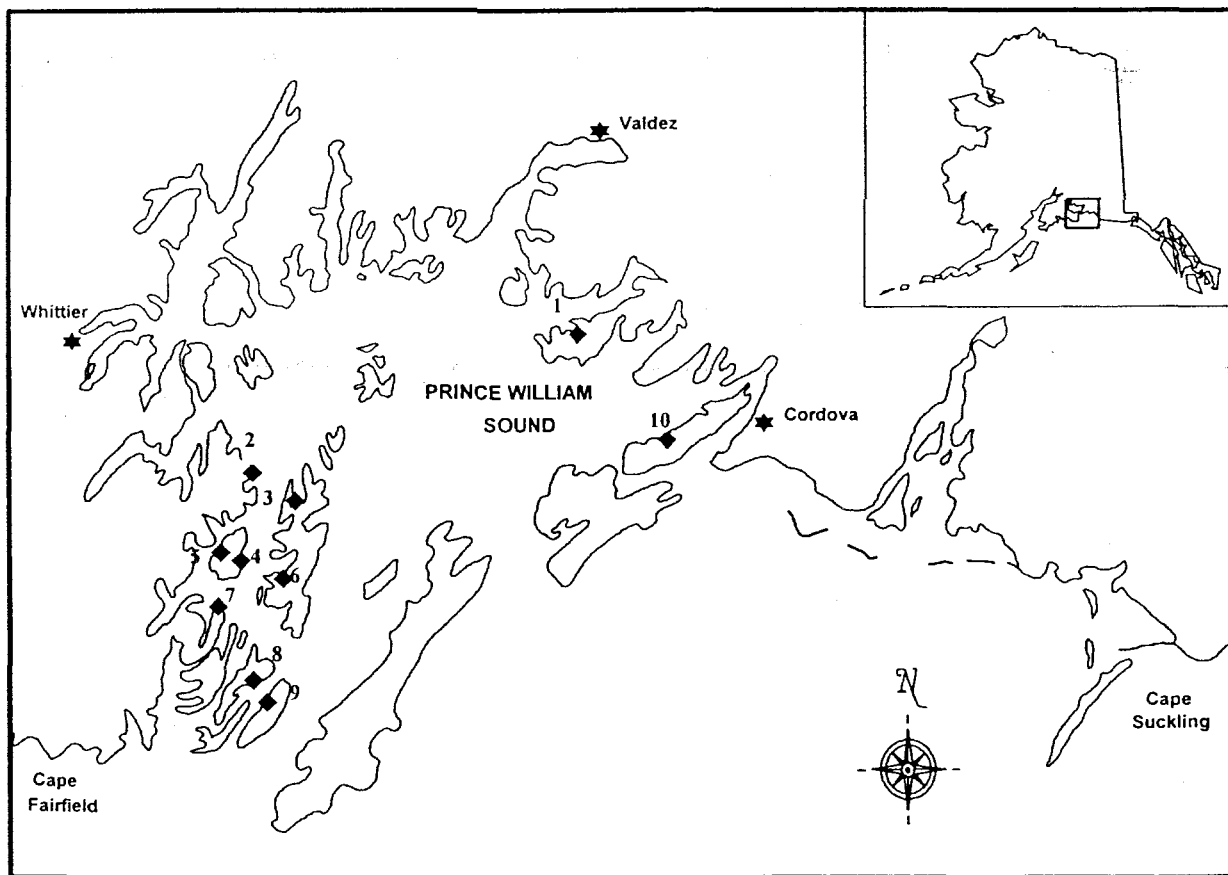 Valdez
Whittier
1
PRINCE WILLIAM
SOUND
Cordova
10
2
3
5
4
6
7
8
9
N
Cape
Suckling
Cape
Fairfield